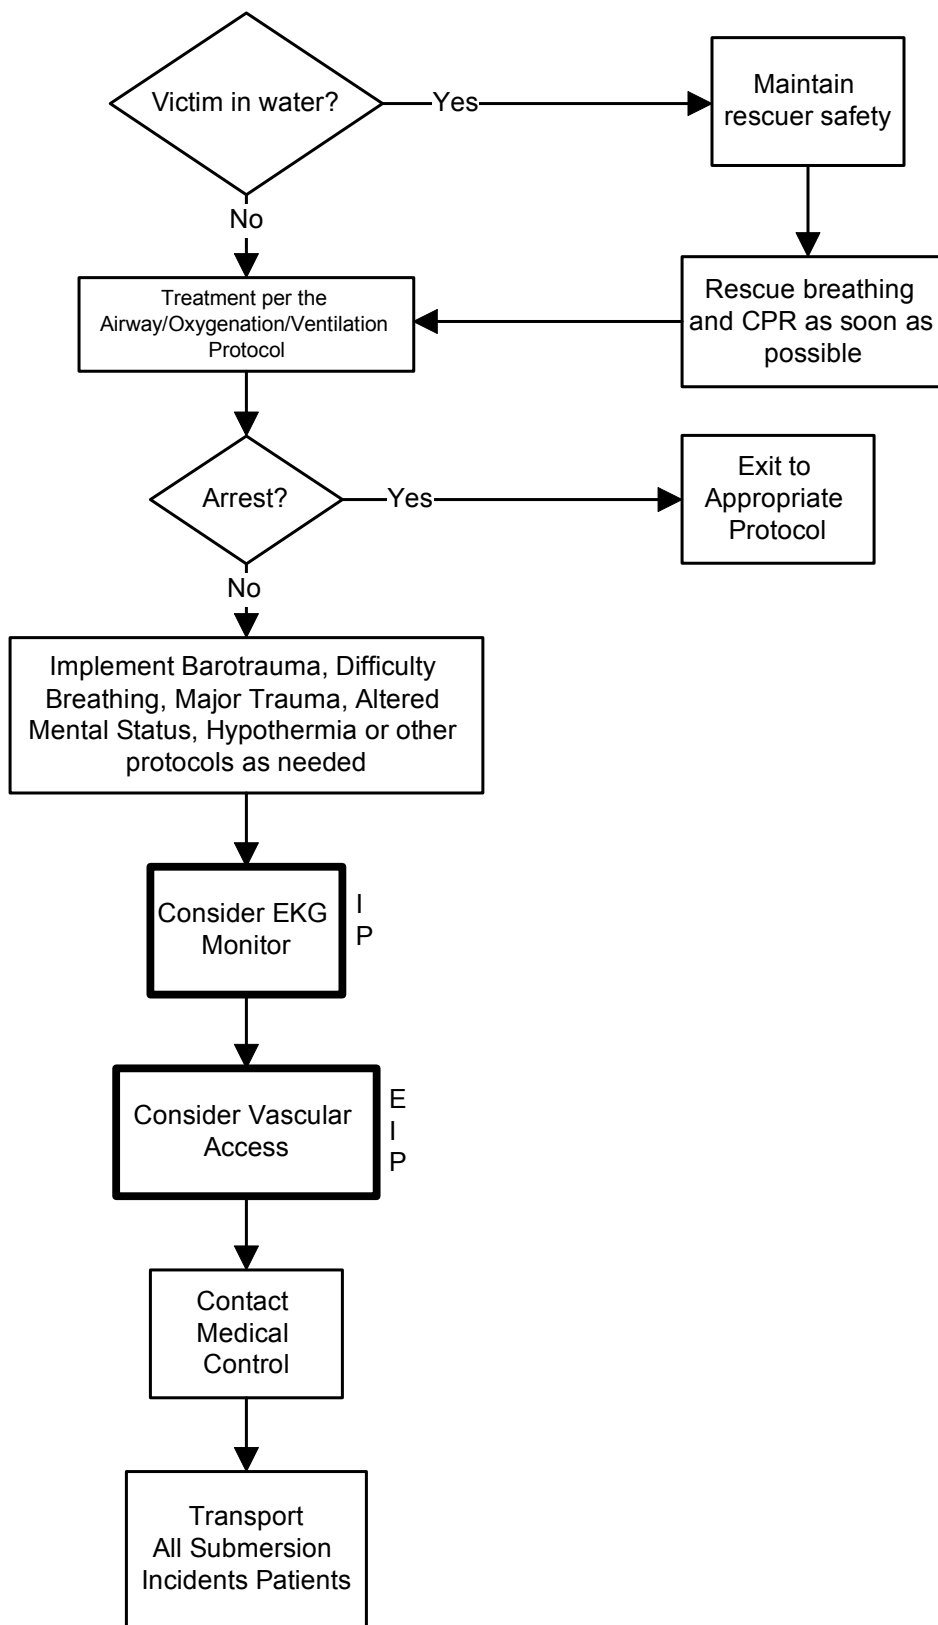 Victim in water?
Yes
Maintain
rescuer safety
No
Treatment per the
Airway/Oxygenation/Ventilation
Protocol
Rescue breathing
and CPR as soon as
possible
Arrest?
Yes
Exit to
Appropriate
Protocol
No
Implement Barotrauma, Difficulty
Breathing, Major Trauma, Altered
Mental Status, Hypothermia or other
protocols as needed
Consider EKG
Monitor
I
P
Consider Vascular
Access
E
I
P
Contact
Medical
Control
Transport
All Submersion
Incidents Patients